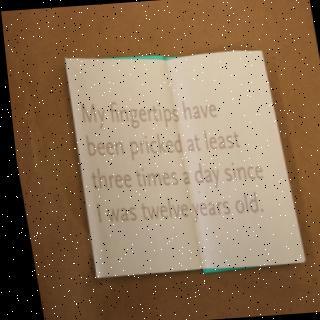 My fingertips have
been pricked at least
three times a day since
I was twelve years old.